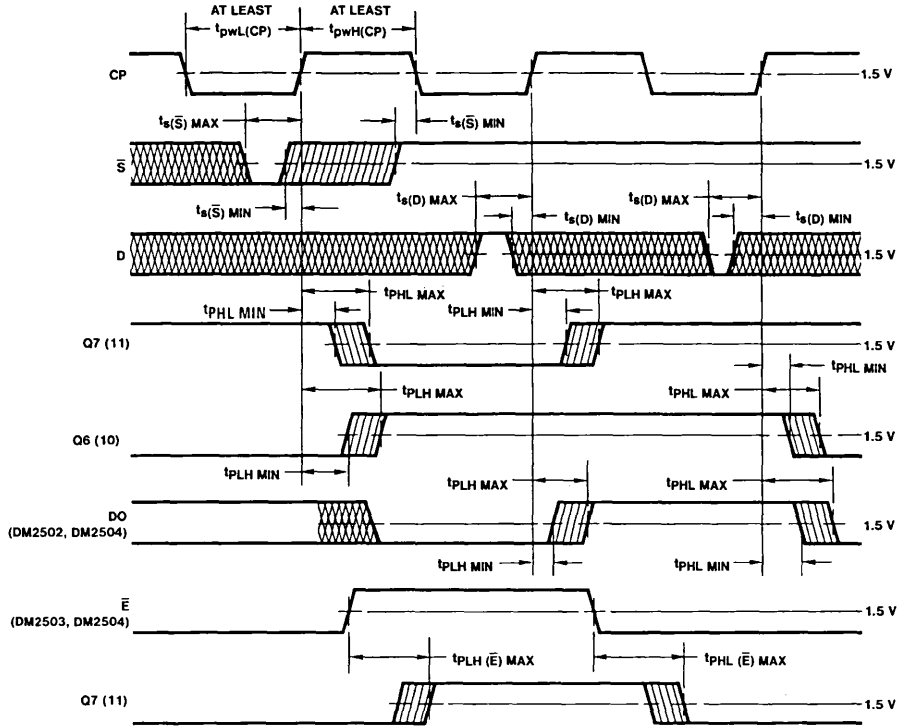 AT LEAST AT LEAST
tpwL(CP) tpwH(CP)
CP 1.5 V
ts(S̅) MAX ts(S̅) MIN
S̅ 1.5 V
ts(S̅) MIN ts(D) MAX ts(D) MIN ts(D) MAX ts(D) MIN
D 1.5 V
tPHL MAX tPLH MAX
tPHL MIN tPLH MIN
Q7 (11) 1.5 V
tPHL MIN
tPLH MAX tPHL MAX
Q6 (10) 1.5 V
tPLH MIN
tPLH MAX tPHL MAX
DO
(DM2502, DM2504) 1.5 V
tPLH MIN tPHL MIN
E̅
(DM2503, DM2504) 1.5 V
tPLH (E̅) MAX tPHL (E̅) MAX
Q7 (11) 1.5 V